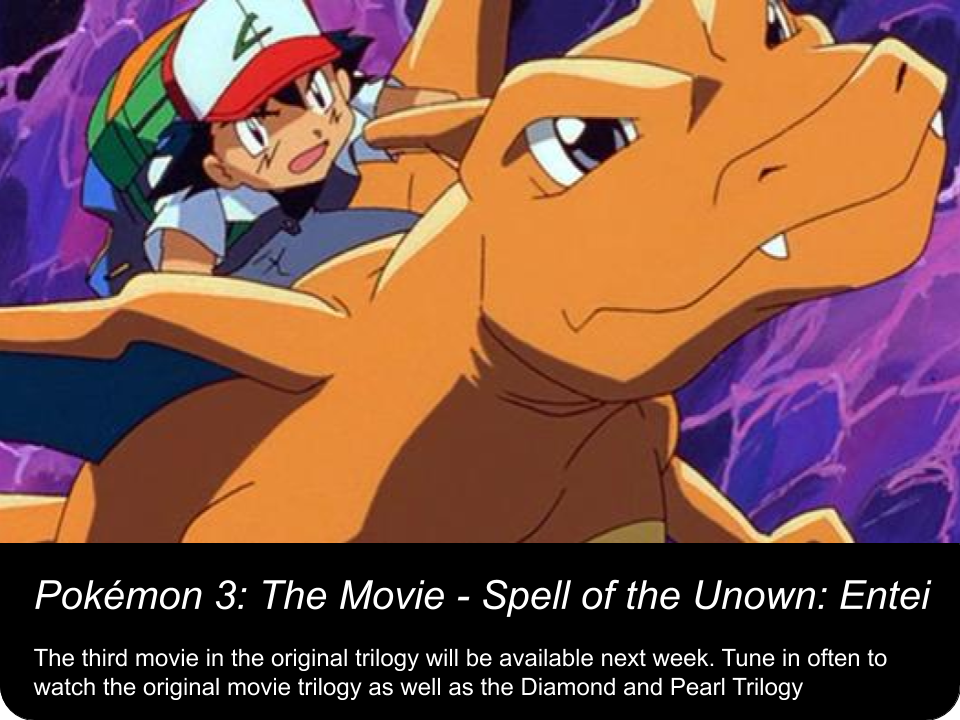 Pokémon 3: The Movie - Spell of the Unown: Entei
The third movie in the original trilogy will be available next week. Tune in often to
watch the original movie trilogy as well as the Diamond and Pearl Trilogy